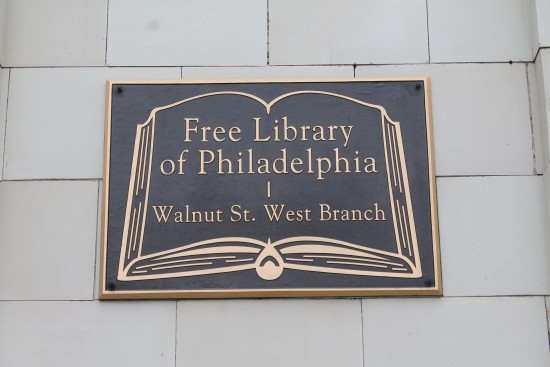 Free Library
of Philadelphia
Walnut St. West Branch